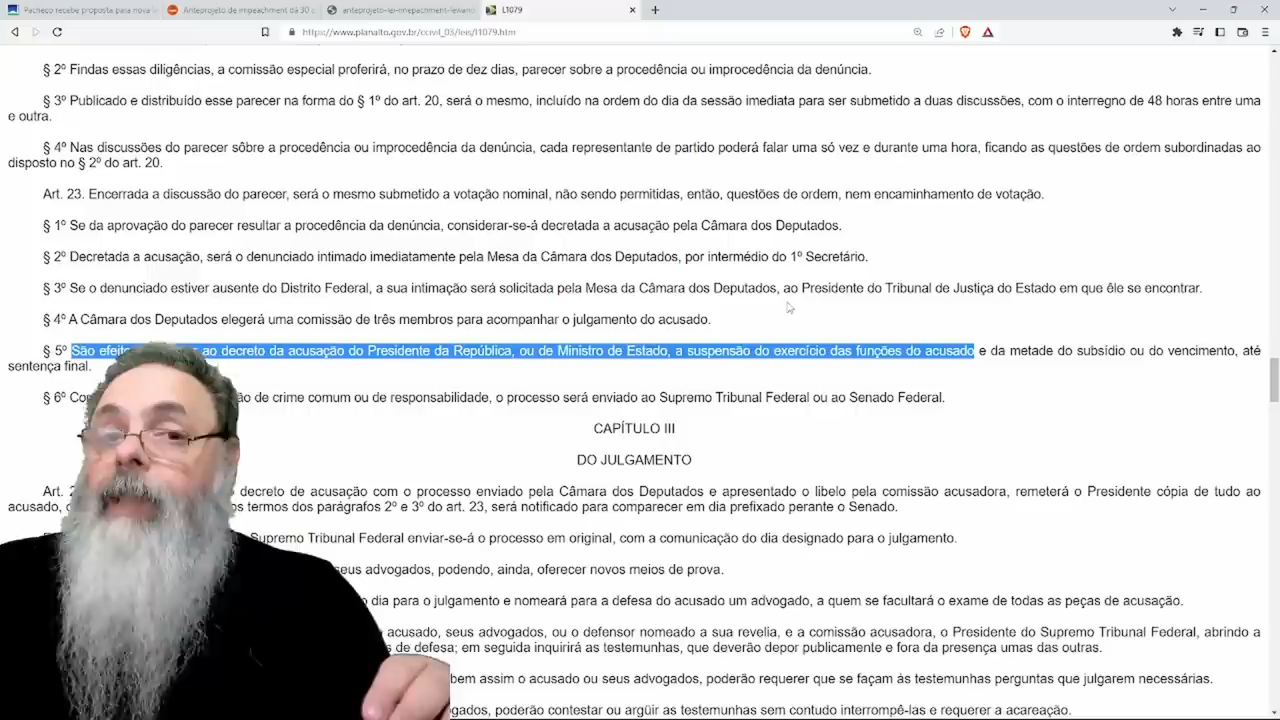 Pacheco recebe proposta para nova l
Anteprojeto de impeachment dá 30 d
anteprojeto-lei-impeachment-lewano
L1079
https://www.planalto.gov.br/ccivil_03/leis/l1079.htm
§ 2º Findas essas diligências, a comissão especial proferirá, no prazo de dez dias, parecer sobre a procedência ou improcedência da denúncia.
§ 3º Publicado e distribuído esse parecer na forma do § 1º do art. 20, será o mesmo, incluído na ordem do dia da sessão imediata para ser submetido a duas discussões, com o interregno de 48 horas entre uma
e outra.
§ 4º Nas discussões do parecer sôbre a procedência ou improcedência da denúncia, cada representante de partido poderá falar uma só vez e durante uma hora, ficando as questões de ordem subordinadas ao
disposto no § 2º do art. 20.
Art. 23. Encerrada a discussão do parecer, será o mesmo submetido a votação nominal, não sendo permitidas, então, questões de ordem, nem encaminhamento de votação.
§ 1º Se da aprovação do parecer resultar a procedência da denúncia, considerar-se-á decretada a acusação pela Câmara dos Deputados.
§ 2º Decretada a acusação, será o denunciado intimado imediatamente pela Mesa da Câmara dos Deputados, por intermédio do 1º Secretário.
§ 3º Se o denunciado estiver ausente do Distrito Federal, a sua intimação será solicitada pela Mesa da Câmara dos Deputados, ao Presidente do Tribunal de Justiça do Estado em que êle se encontrar.
§ 4º A Câmara dos Deputados elegerá uma comissão de três membros para acompanhar o julgamento do acusado.
§ 5º São efeito ao decreto da acusação do Presidente da República, ou de Ministro de Estado, a suspensão do exercício das funções do acusado e da metade do subsídio ou do vencimento, até
sentença final.
§ 6º Co ão de crime comum ou de responsabilidade, o processo será enviado ao Supremo Tribunal Federal ou ao Senado Federal.
CAPÍTULO III
DO JULGAMENTO
Art. 2 decreto de acusação com o processo enviado pela Câmara dos Deputados e apresentado o libelo pela comissão acusadora, remeterá o Presidente cópia de tudo ao
acusado, os termos dos parágrafos 2º e 3º do art. 23, será notificado para comparecer em dia prefixado perante o Senado.
Supremo Tribunal Federal enviar-se-á o processo em original, com a comunicação do dia designado para o julgamento.
seus advogados, podendo, ainda, oferecer novos meios de prova.
dia para o julgamento e nomeará para a defesa do acusado um advogado, a quem se facultará o exame de todas as peças de acusação.
acusado, seus advogados, ou o defensor nomeado a sua revelia, e a comissão acusadora, o Presidente do Supremo Tribunal Federal, abrindo a
de defesa; em seguida inquirirá as testemunhas, que deverão depor publicamente e fora da presença umas das outras.
bem assim o acusado ou seus advogados, poderão requerer que se façam às testemunhas perguntas que julgarem necessárias.
gados, poderão contestar ou argüir as testemunhas sem contudo interrompê-las e requerer a acareação.